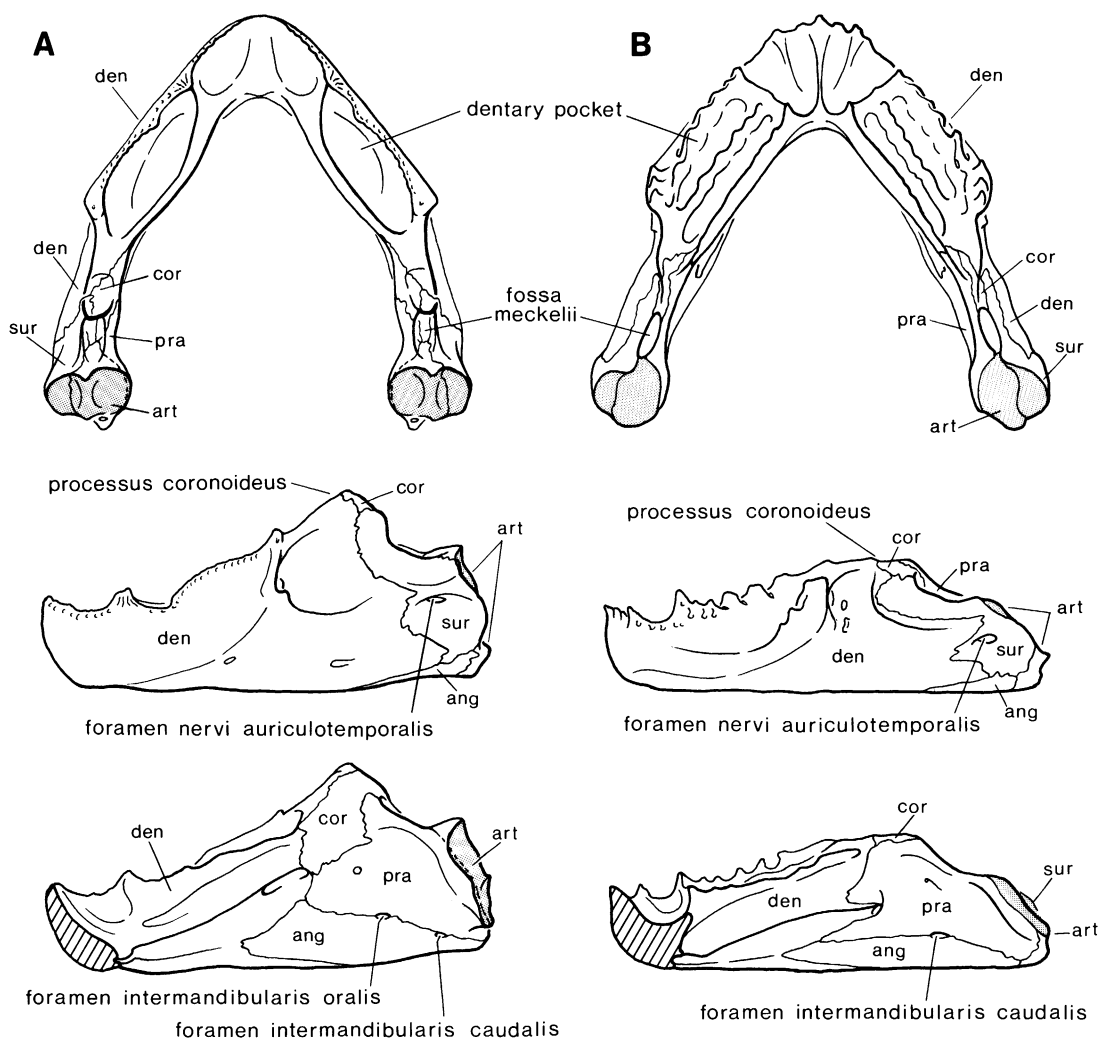 A
B
den
den
dentary pocket
den
cor
cor
fossa
meckelii
den
sur
pra
pra
sur
art
art
processus coronoideus
cor
processus coronoideus
art
cor
pra
art
den
sur
den
sur
ang
ang
foramen nervi auriculotemporalis
foramen nervi auriculotemporalis
cor
cor
den
art
sur
pra
den
pra
art
ang
ang
foramen intermandibularis oralis
foramen intermandibularis caudalis
foramen intermandibularis caudalis